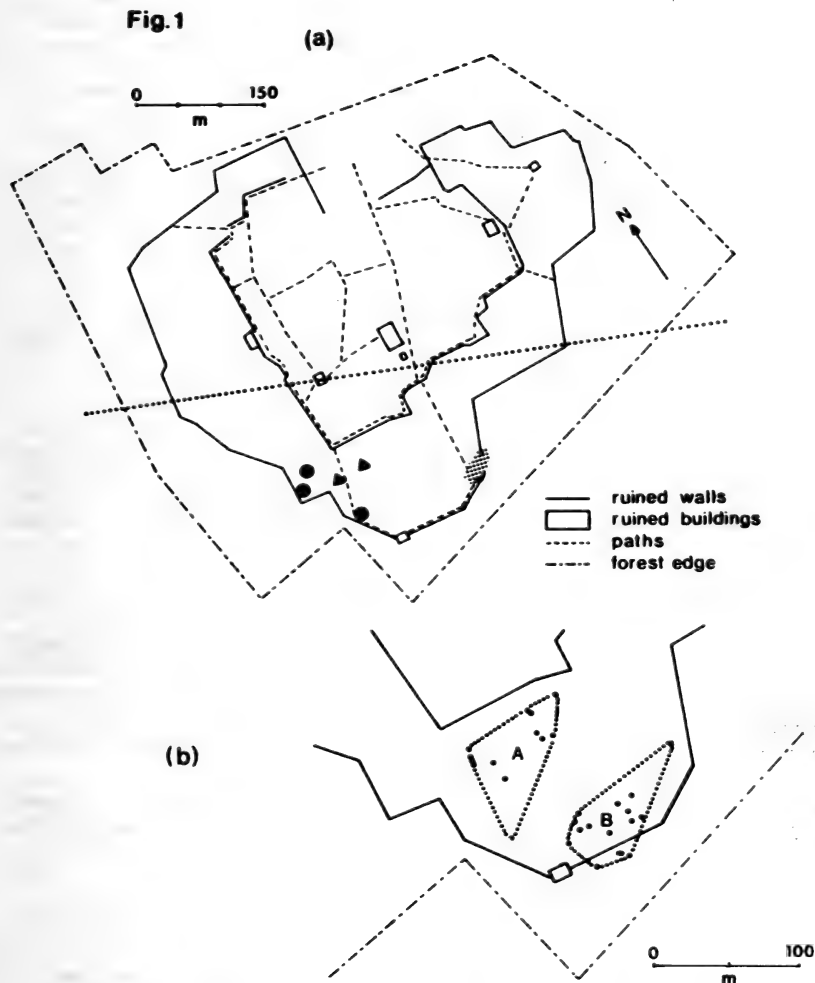 Fig.1
(a)
0 150
m
N
ruined walls
ruined buildings
paths
forest edge
(b)
A
B
0 100
m